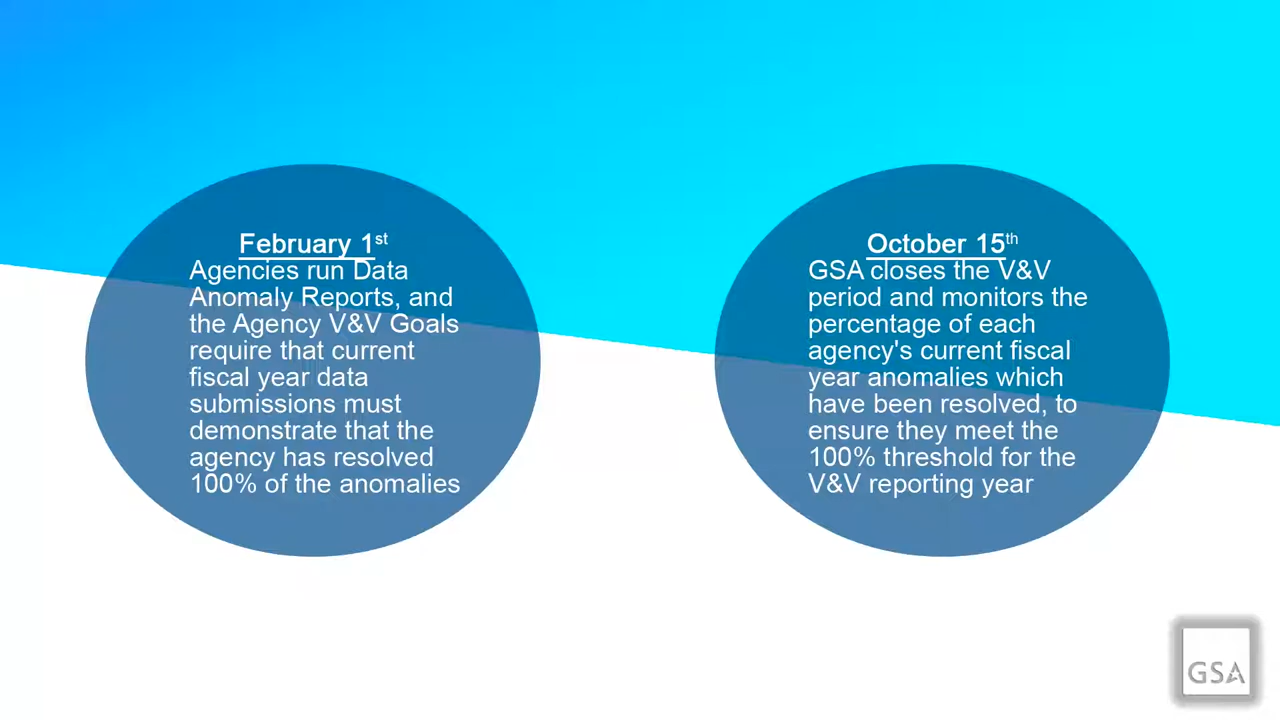 February 1st
Agencies run Data
Anomaly Reports, and
the Agency V&V Goals
require that current
fiscal year data
submissions must
demonstrate that the
agency has resolved
100% of the anomalies
October 15th
GSA closes the V&V
period and monitors the
percentage of each
agency's current fiscal
year anomalies which
have been resolved, to
ensure they meet the
100% threshold for the
V&V reporting year
GSA